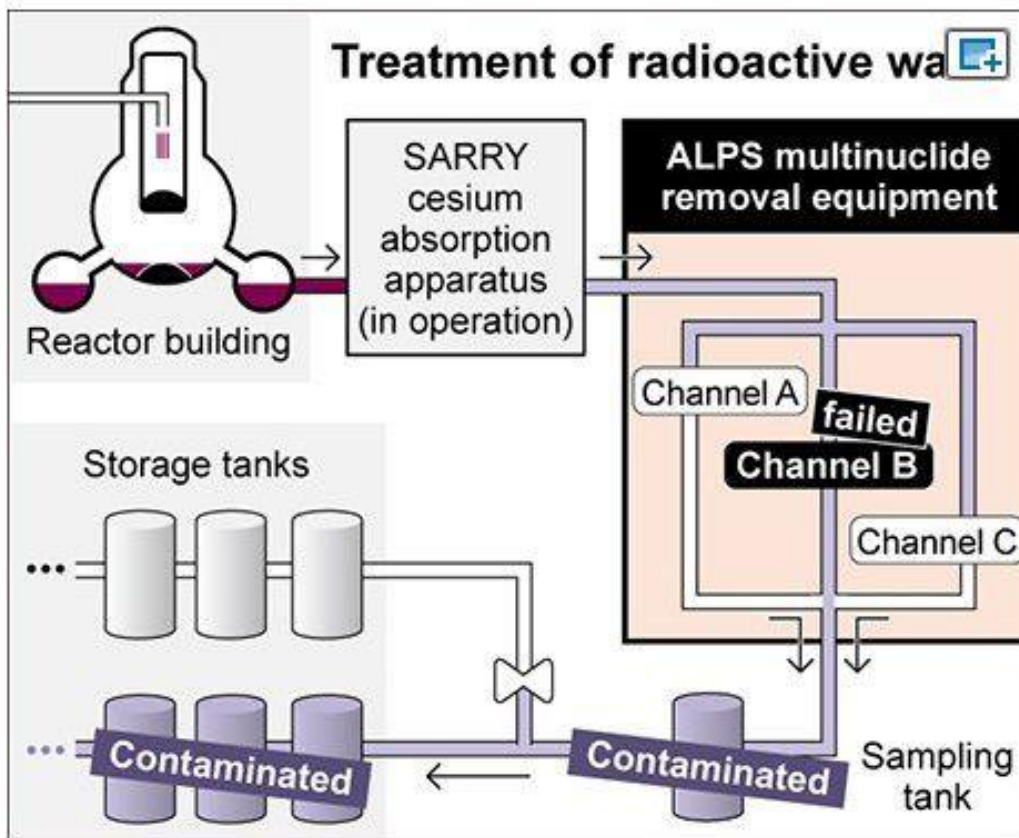 Treatment of radioactive wa
SARRY
cesium
absorption
apparatus
(in operation)
ALPS multinuclide
removal equipment
Reactor building
Channel A
failed
Channel B
Channel C
Storage tanks
Contaminated
Contaminated
Sampling
tank